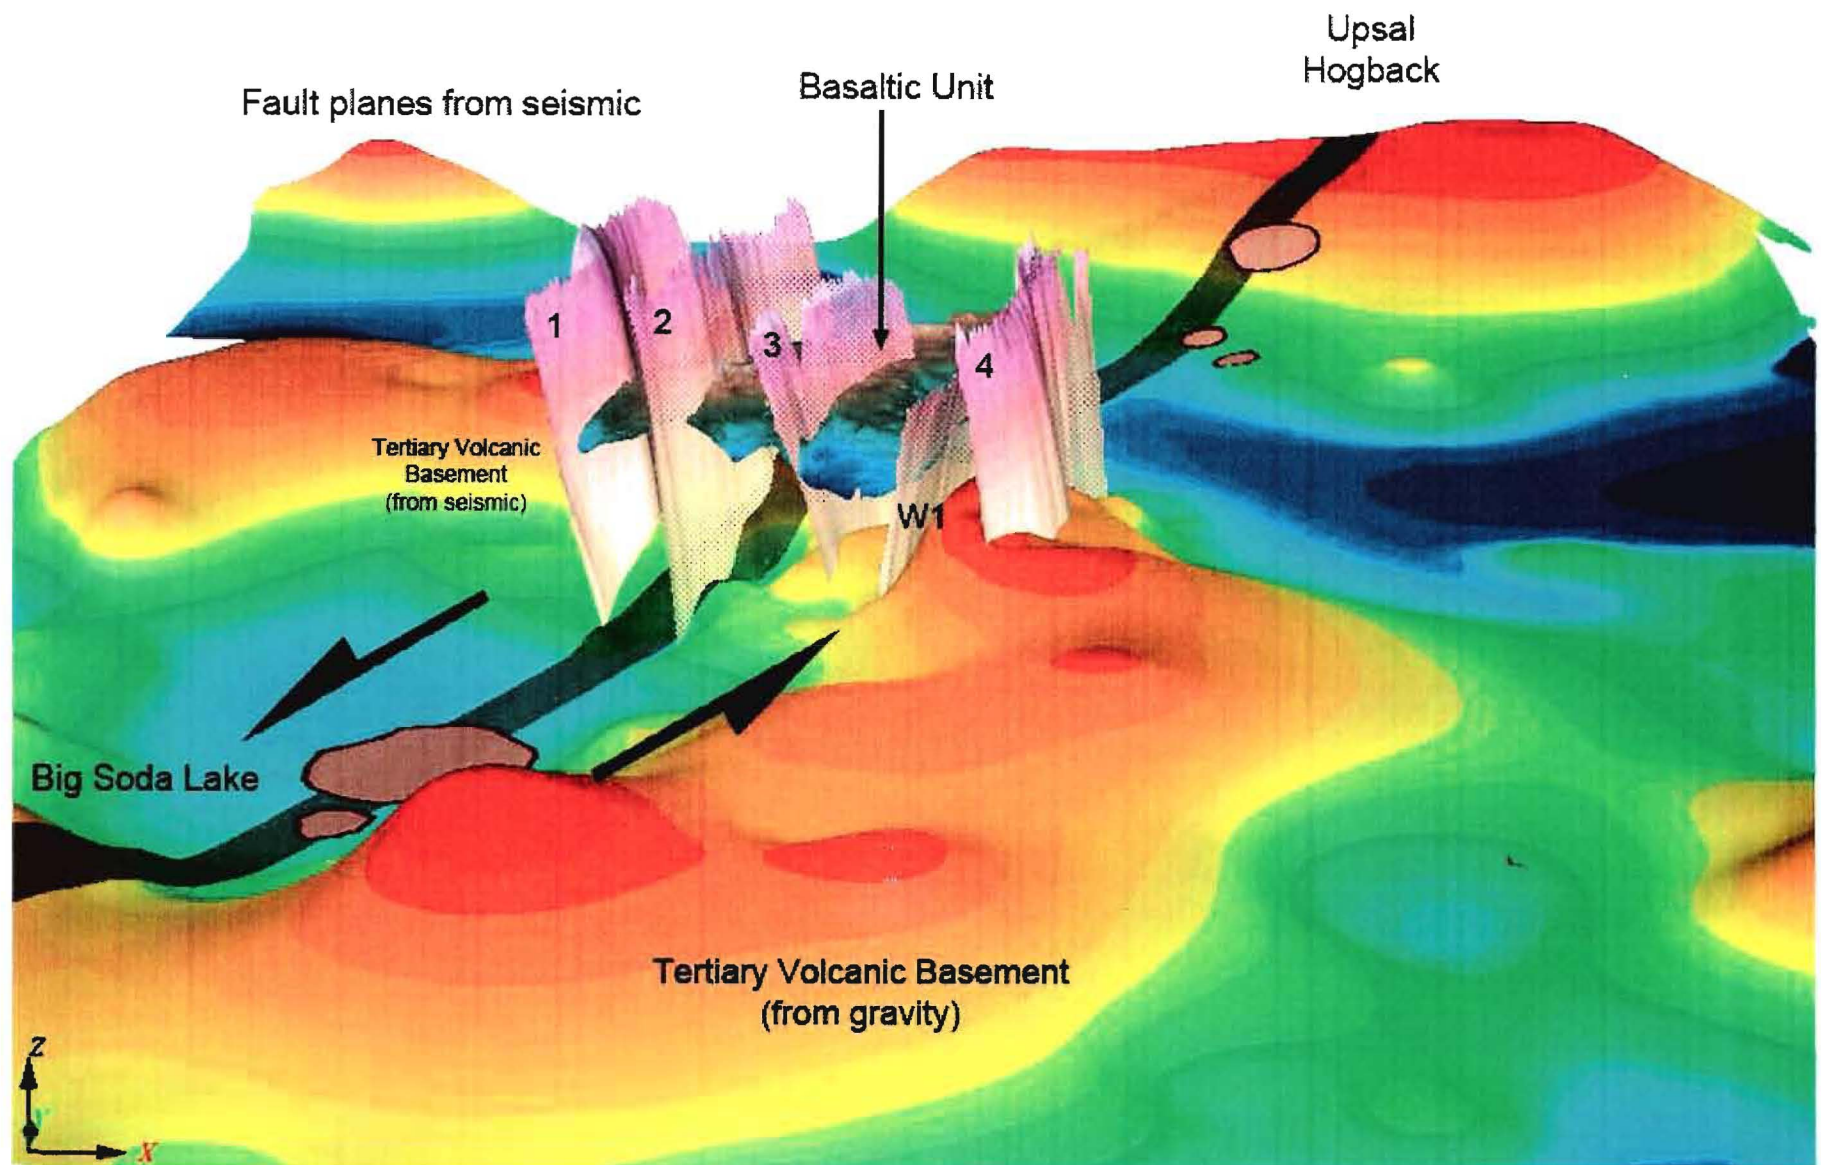 Upsal
Hogback
Basaltic Unit
Fault planes from seismic
1
2
3
4
Tertiary Volcanic
Basement
(from seismic)
W1
Big Soda Lake
Tertiary Volcanic Basement
(from gravity)
Z
Y
X